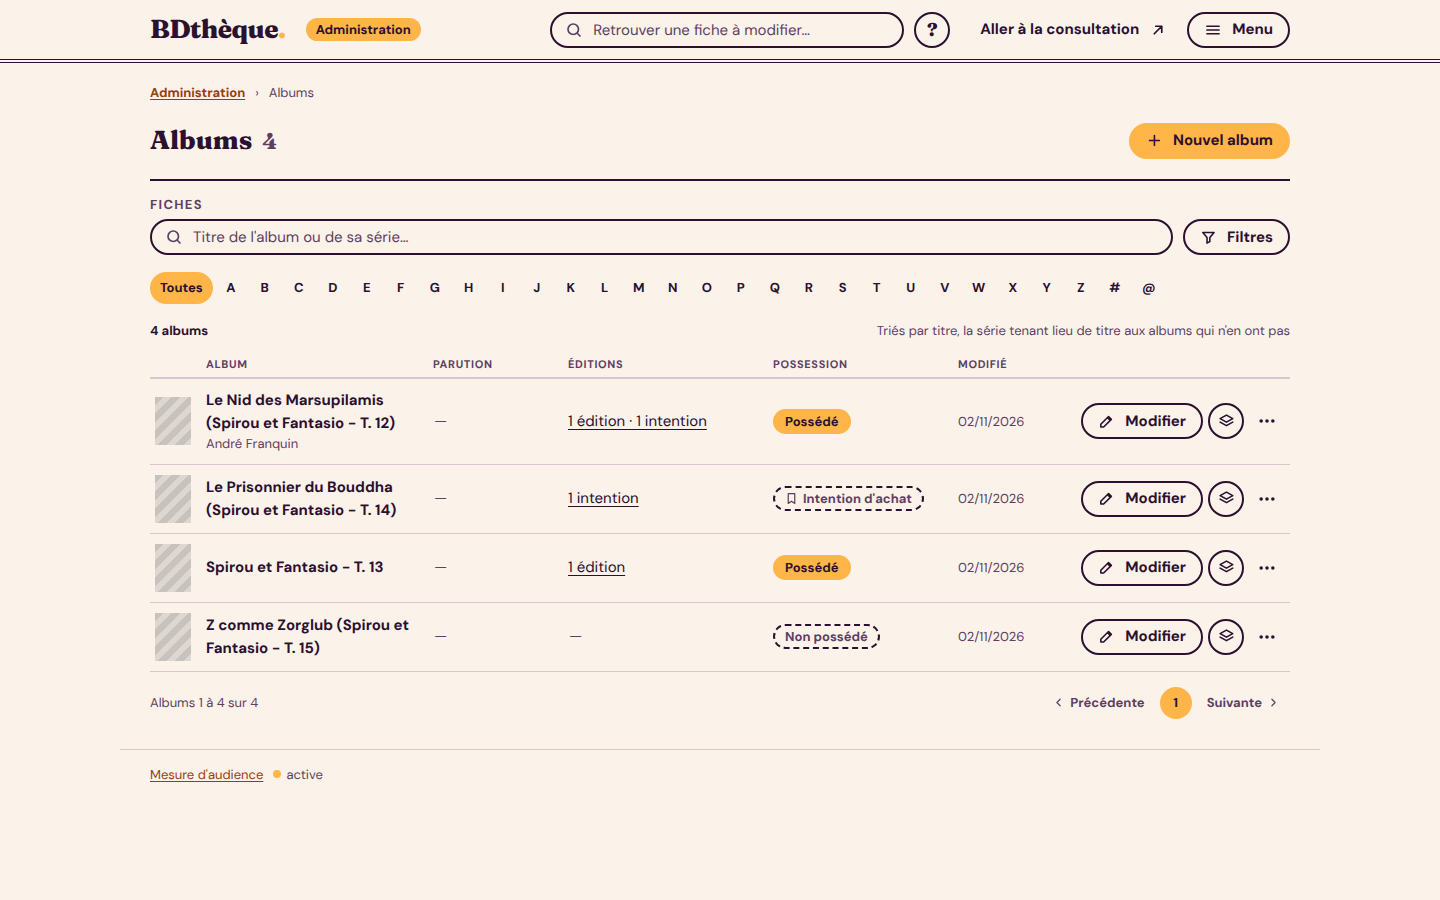 BDthèque.
Administration
Retrouver une fiche à modifier...
?
Aller à la consultation
Menu
Administration › Albums
Albums 4
Nouvel album
FICHES
Titre de l'album ou de sa série...
Filtres
Toutes A B C D E F G H I J K L M N O P Q R S T U V W X Y Z # @
4 albums
Triés par titre, la série tenant lieu de titre aux albums qui n'en ont pas
ALBUM PARUTION ÉDITIONS POSSESSION MODIFIÉ
Le Nid des Marsupilamis
(Spirou et Fantasio - T. 12)
André Franquin
— 1 édition · 1 intention Possédé 02/11/2026 Modifier
Le Prisonnier du Bouddha
(Spirou et Fantasio - T. 14)
— 1 intention Intention d'achat 02/11/2026 Modifier
Spirou et Fantasio - T. 13
— 1 édition Possédé 02/11/2026 Modifier
Z comme Zorglub (Spirou et
Fantasio - T. 15)
— — Non possédé 02/11/2026 Modifier
Albums 1 à 4 sur 4
Précédente 1 Suivante
Mesure d'audience active